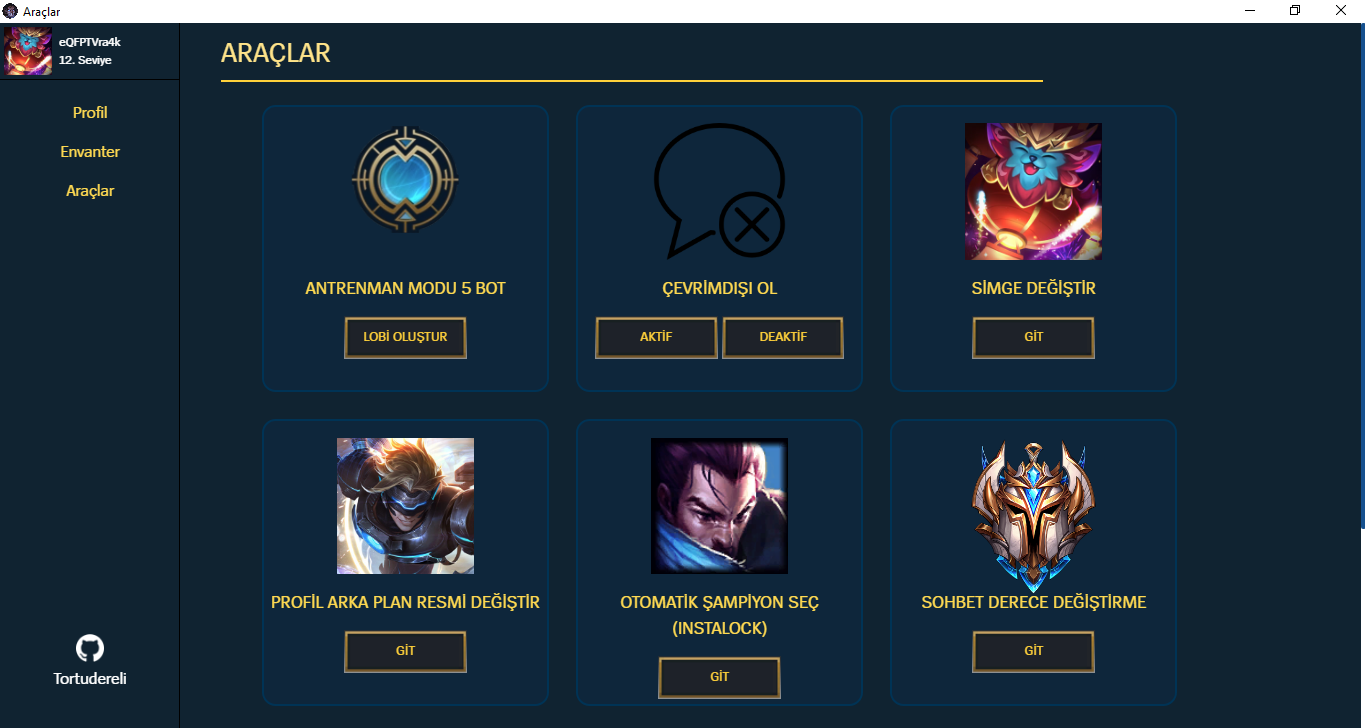 Araçlar
eQFPTVra4k
12. Seviye
Profil
Envanter
Araçlar
Tortudereli
ARAÇLAR
ANTRENMAN MODU 5 BOT
LOBİ OLUŞTUR
ÇEVRİMDIŞI OL
AKTİF
DEAKTİF
SİMGE DEĞİŞTİR
GİT
PROFİL ARKA PLAN RESMİ DEĞİŞTİR
GİT
OTOMATİK ŞAMPİYON SEÇ
(INSTALOCK)
GİT
SOHBET DERECE DEĞİŞTİRME
GİT